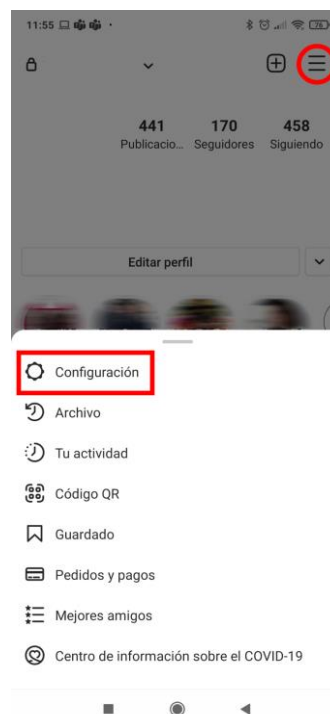 11:55
76
441 170 458
Publicacio... Seguidores Siguiendo
Editar perfil
Configuración
Archivo
Tu actividad
Código QR
Guardado
Pedidos y pagos
Mejores amigos
Centro de información sobre el COVID-19